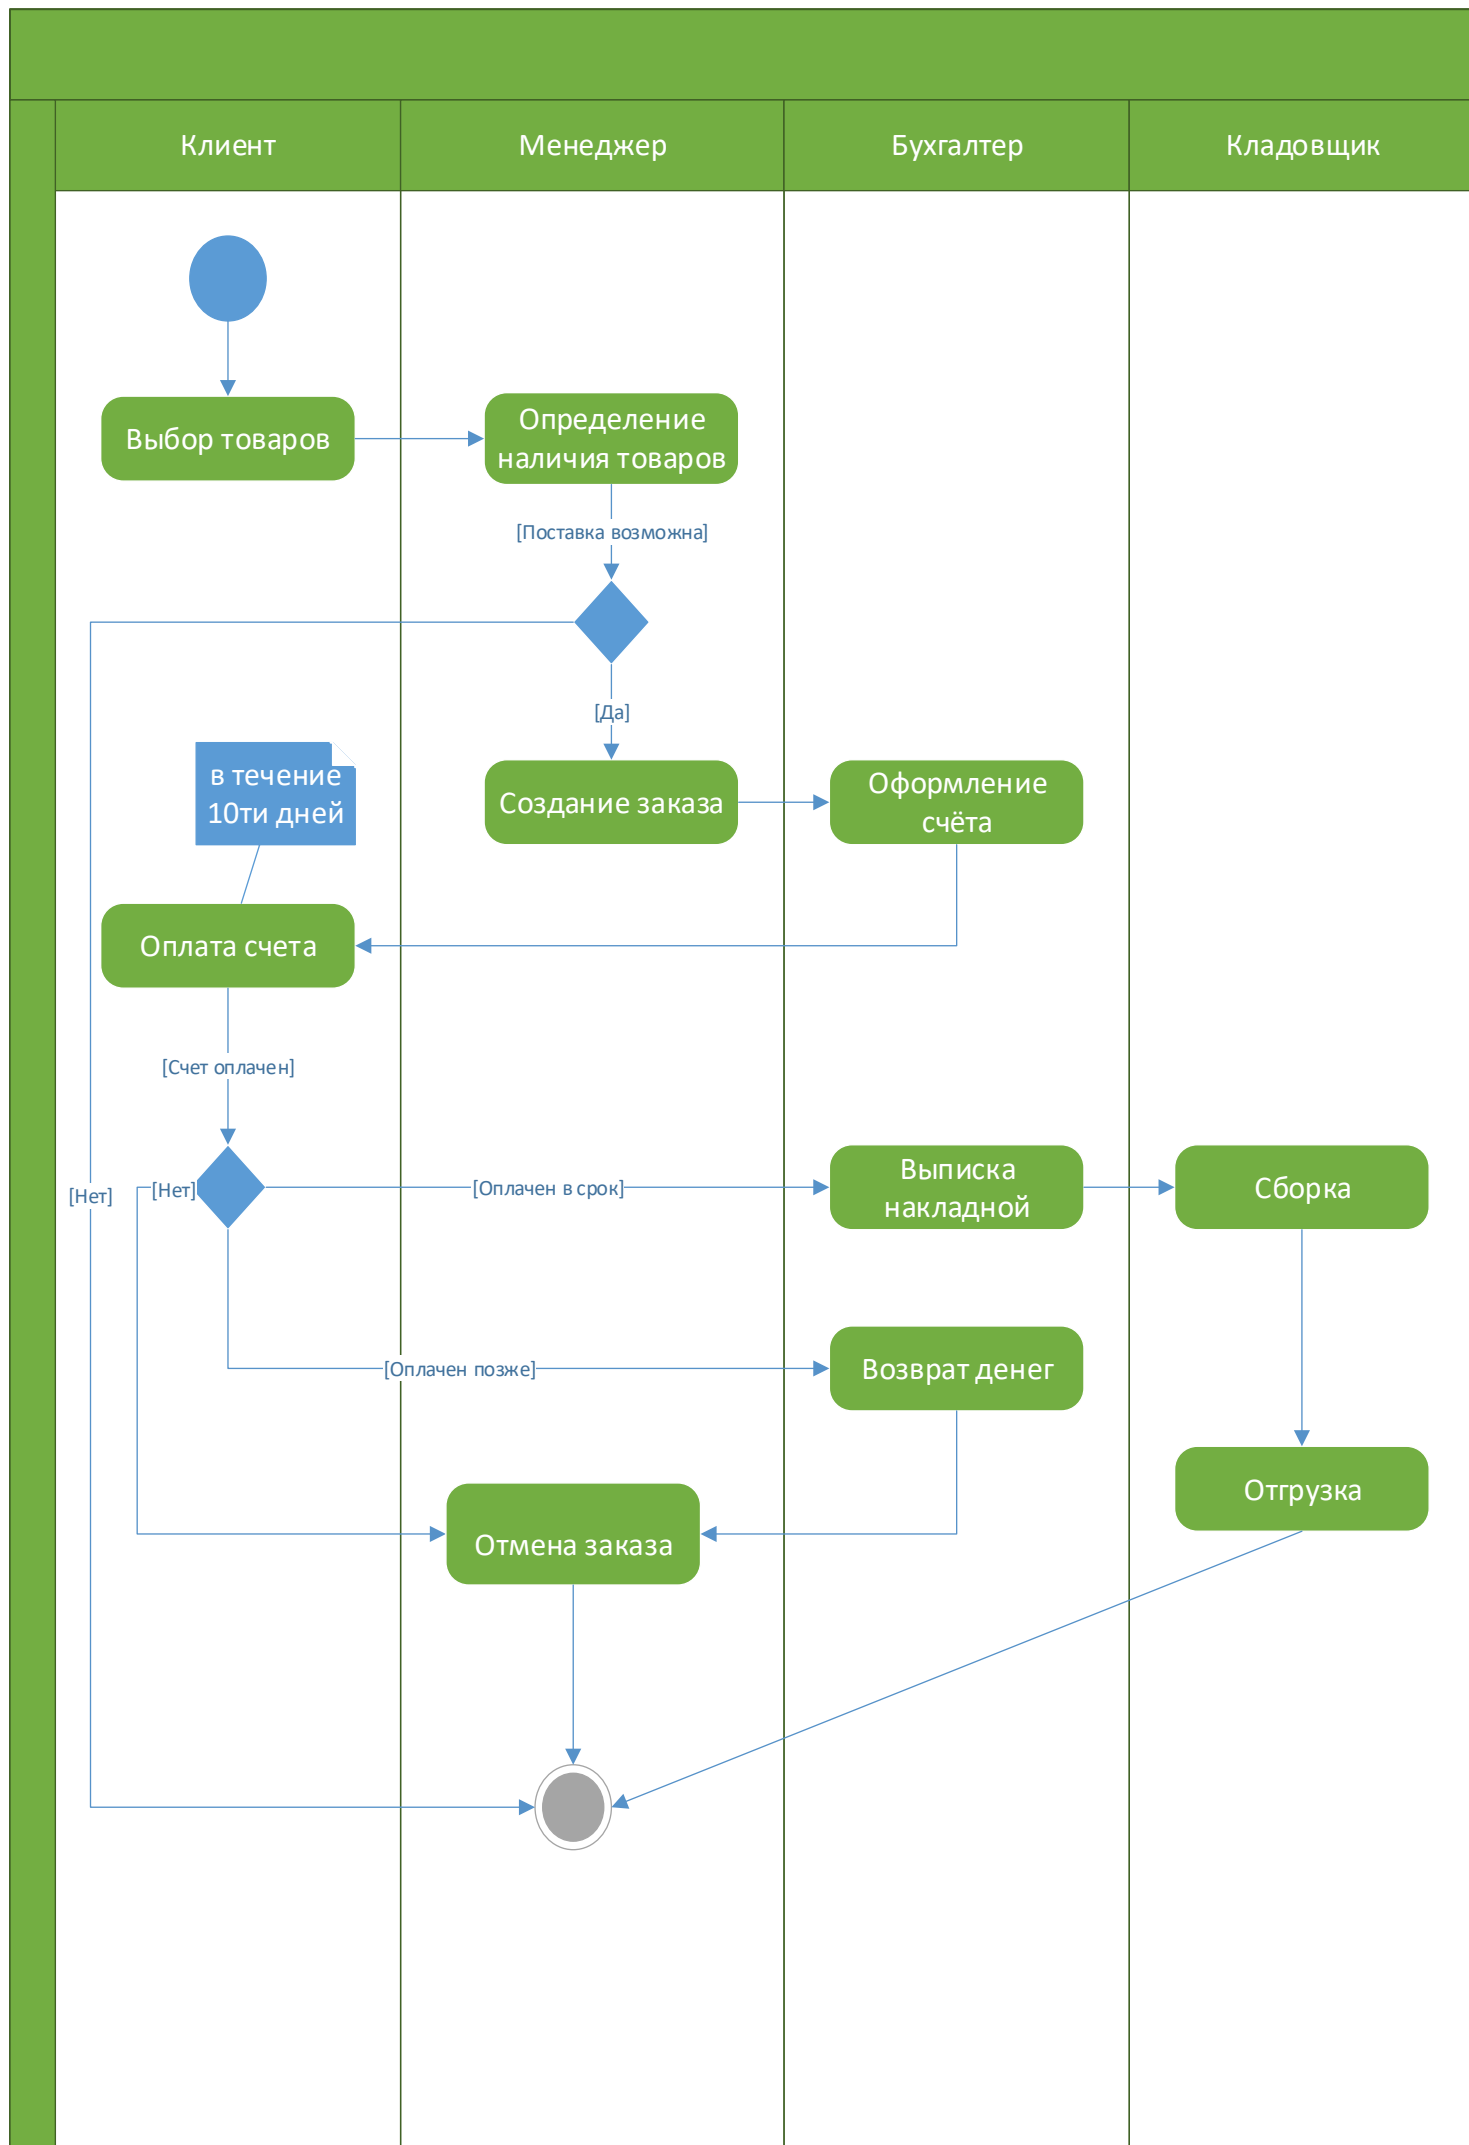 Клиент
Менеджер
Бухгалтер
Кладовщик
Выбор товаров
Определение
наличия товаров
[Поставка возможна]
[Да]
в течение
10ти дней
Создание заказа
Оформление
счёта
Оплата счета
[Счет оплачен]
[Нет]
[Нет]
[Оплачен в срок]
Выписка
накладной
Сборка
[Оплачен позже]
Возврат денег
Отгрузка
Отмена заказа